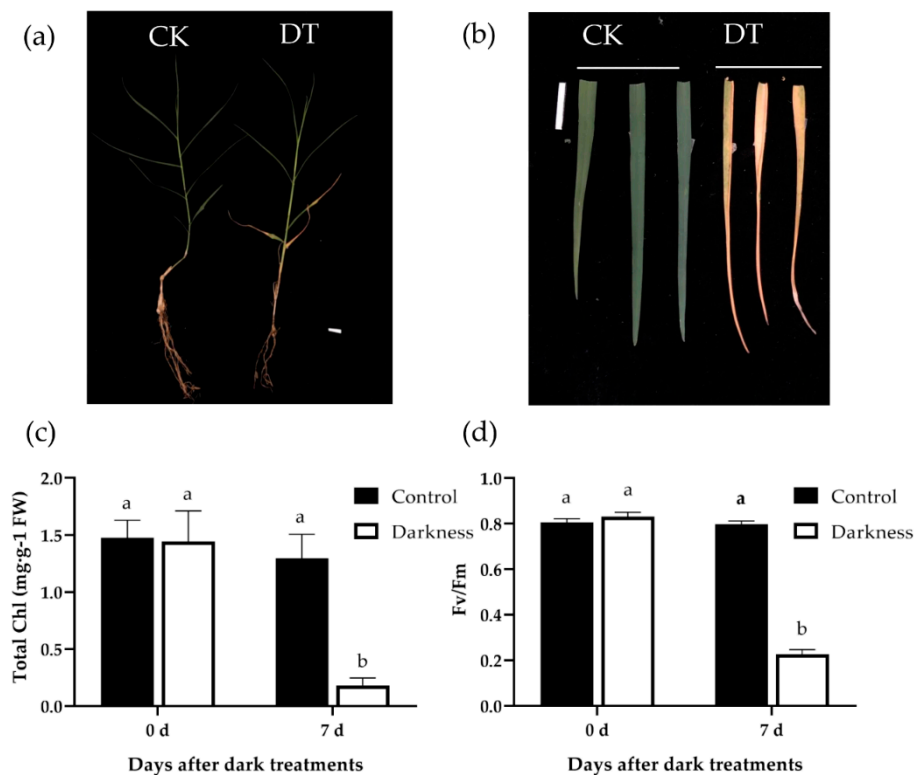 (a)
CK DT
(b)
CK DT
(c)
Total Chl (mg·g-1 FW)
2.0
1.5
1.0
0.5
0.0
a a a b
Control
Darkness
0 d 7 d
Days after dark treatments
(d)
Fv/Fm
1.0
0.8
0.6
0.4
0.2
0.0
a a a b
Control
Darkness
0 d 7 d
Days after dark treatments